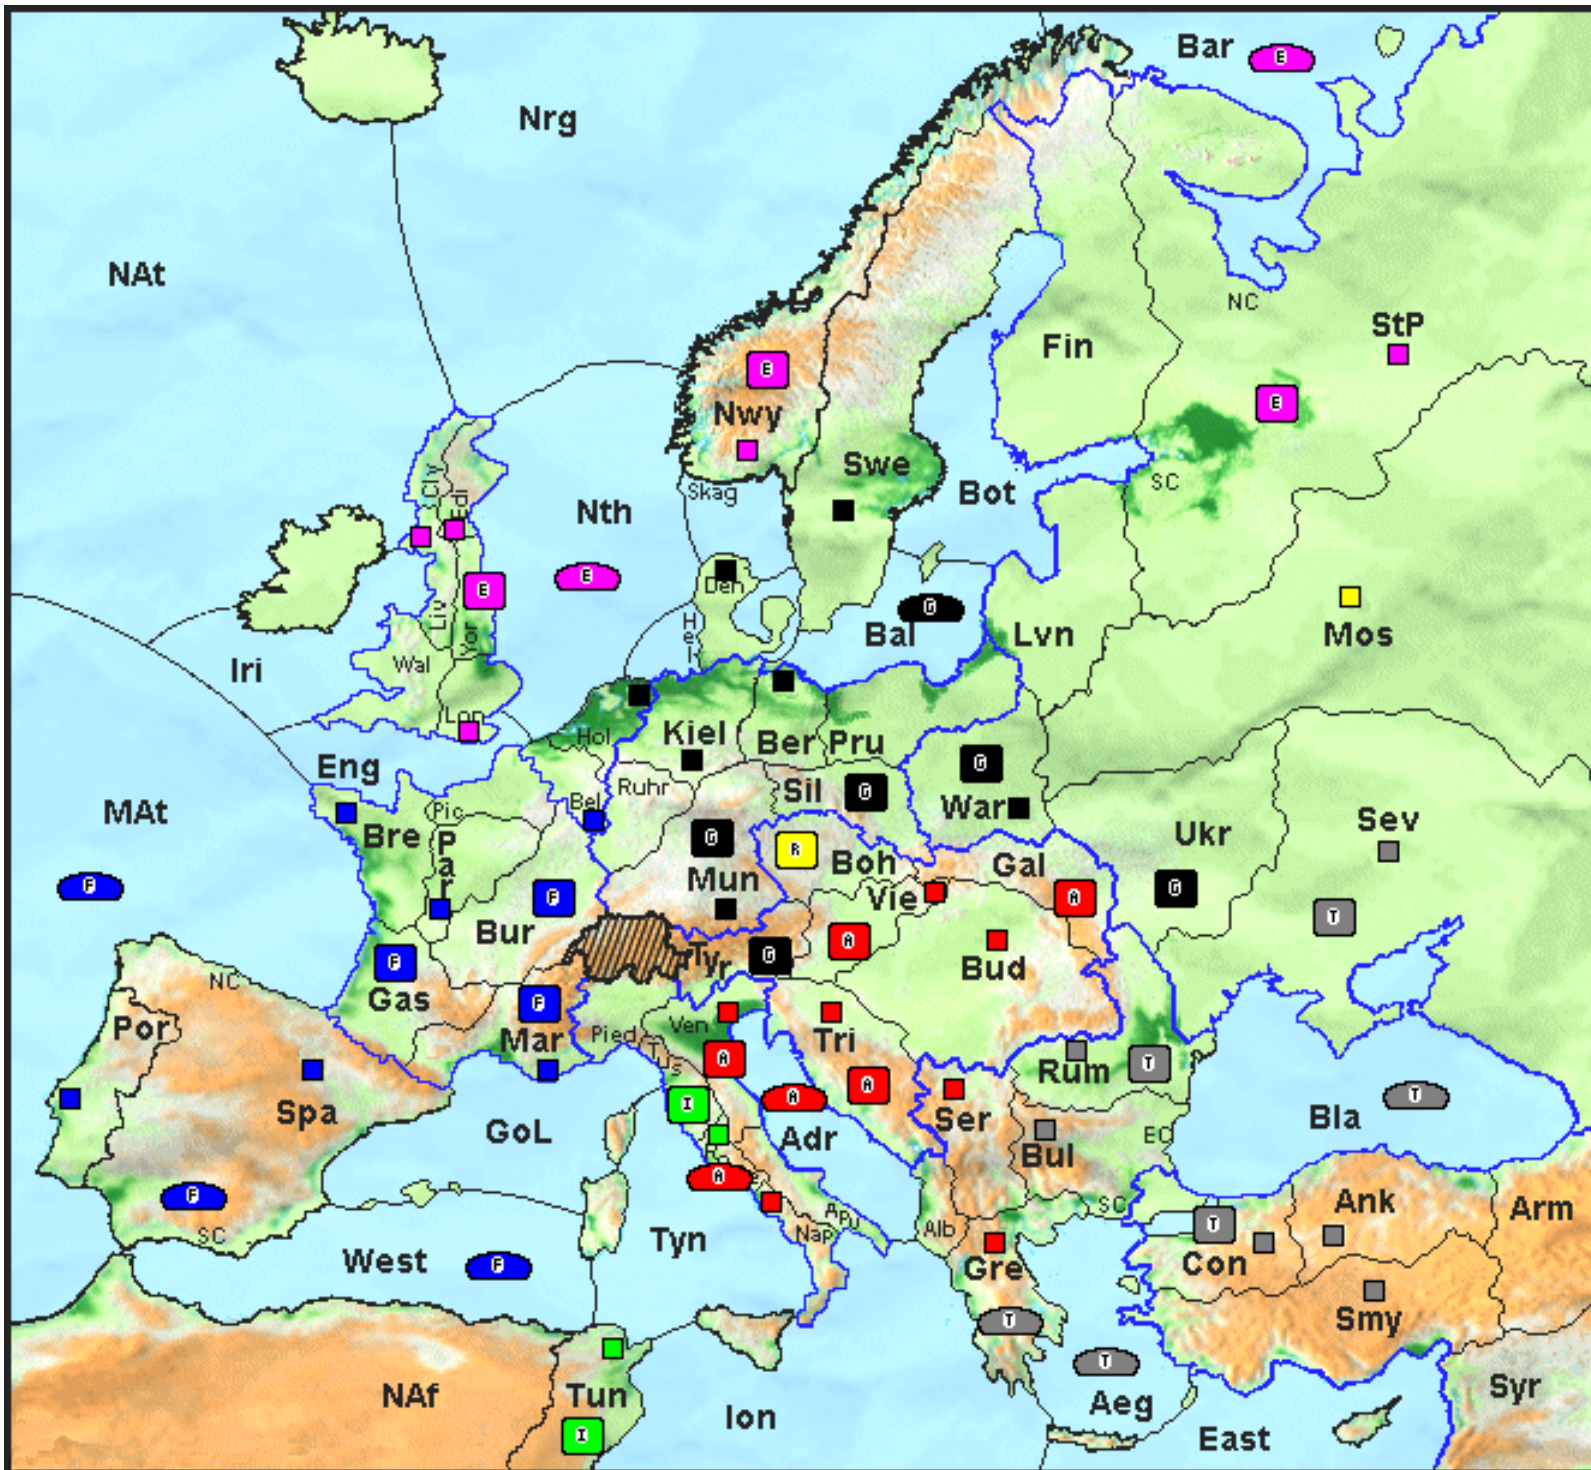 Bar
E
Nrg
NAt
NC
StP
Fin
E
Nwy
E
Swe
SC
Bot
Skag
Cly
Edi
Nth
E
E
Den
G
Hel
Bal
Lvn
Mos
Liv
Yor
Wal
Iri
Lon
Hol
Kiel
Ber
Pru
G
Eng
Ruhr
Sil
G
War
Bel
Pic
MAt
Bre
Par
G
R
Boh
Gal
Ukr
Sev
F
Mun
Vie
F
A
G
T
Bur
A
Bud
F
Tyr
G
NC
Gas
F
Por
Mar
Pied
Ven
Tri
Tus
A
Rum
T
Spa
GoL
I
A
A
Adr
Ser
Bul
EC
Bla
T
A
F
SC
Apu
Nap
Alb
SC
T
Ank
Arm
West
F
Tyn
Gre
Con
T
Smy
T
NAf
Tun
I
Ion
Aeg
East
Syr